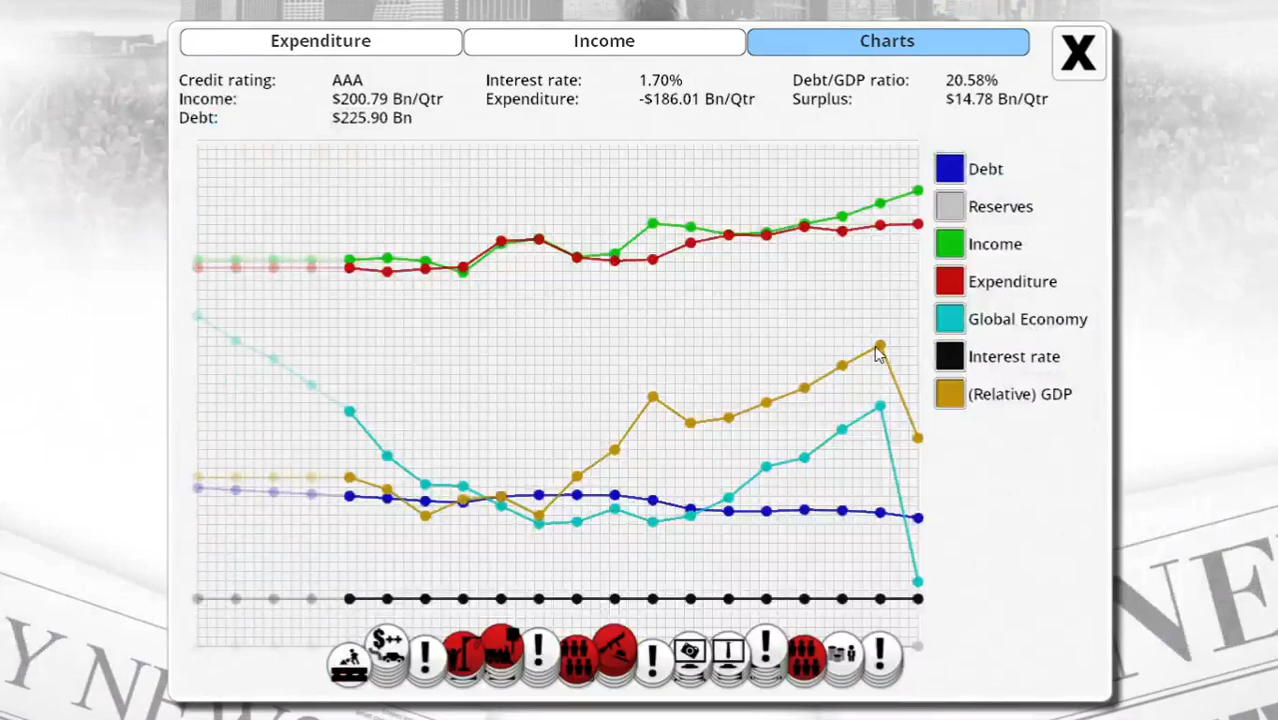 Expenditure
Income
Charts
X
Credit rating: AAA
Interest rate: 1.70%
Debt/GDP ratio: 20.58%
Income: $200.79 Bn/Qtr
Expenditure: -$186.01 Bn/Qtr
Surplus: $14.78 Bn/Qtr
Debt: $225.90 Bn
Debt
Reserves
Income
Expenditure
Global Economy
Interest rate
(Relative) GDP
$++
!
!
!
!
!
Y NEW
NE